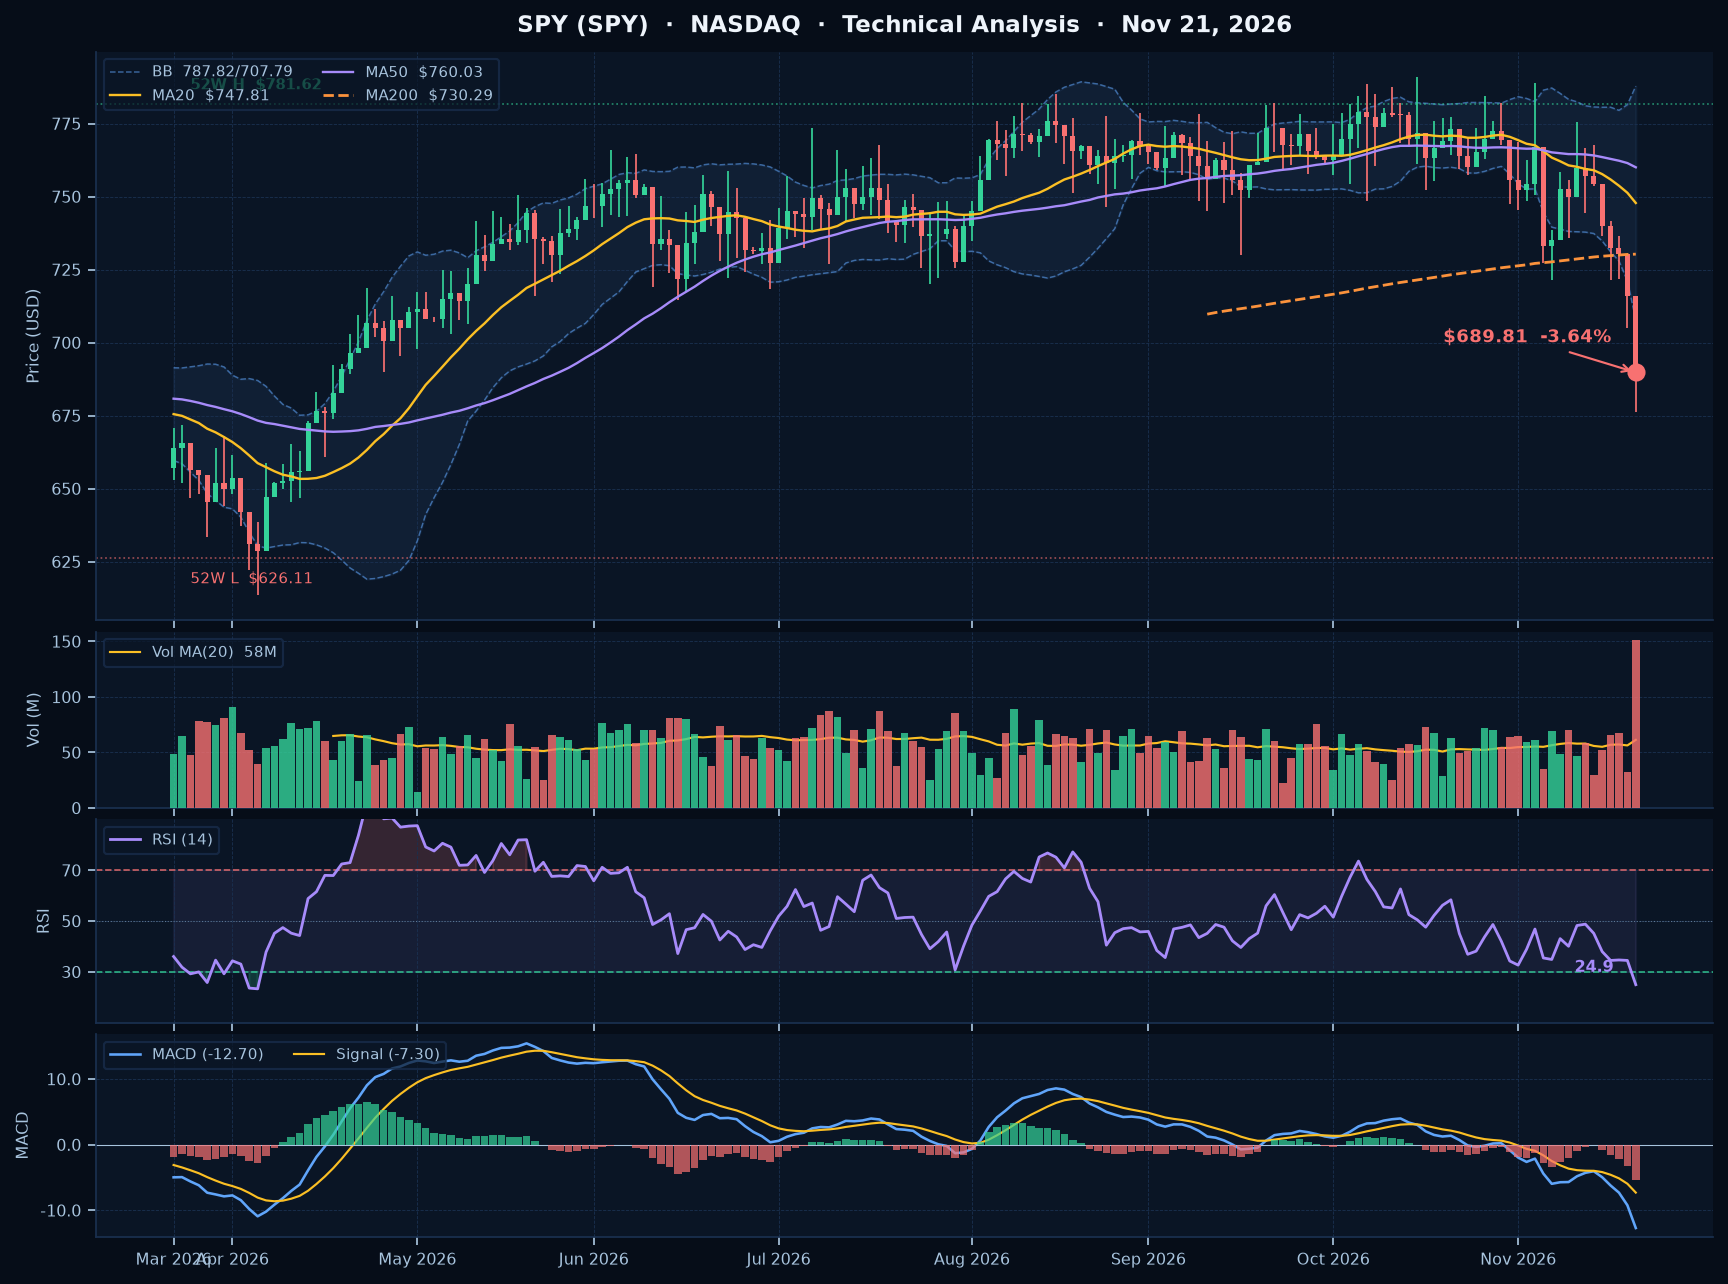 SPY (SPY)  ·  NASDAQ  ·  Technical Analysis  ·  Nov 21, 2026
BB  787.82/707.79
MA20  $747.81
MA50  $760.03
MA200  $730.29
52W H  $781.62
775
750
725
700
675
650
625
Price (USD)
$689.81  -3.64%
52W L  $626.11
Vol MA(20)  58M
150
100
50
0
Vol (M)
RSI (14)
70
50
30
RSI
24.9
MACD (-12.70)
Signal (-7.30)
10.0
0.0
-10.0
MACD
Mar 2026
Apr 2026
May 2026
Jun 2026
Jul 2026
Aug 2026
Sep 2026
Oct 2026
Nov 2026